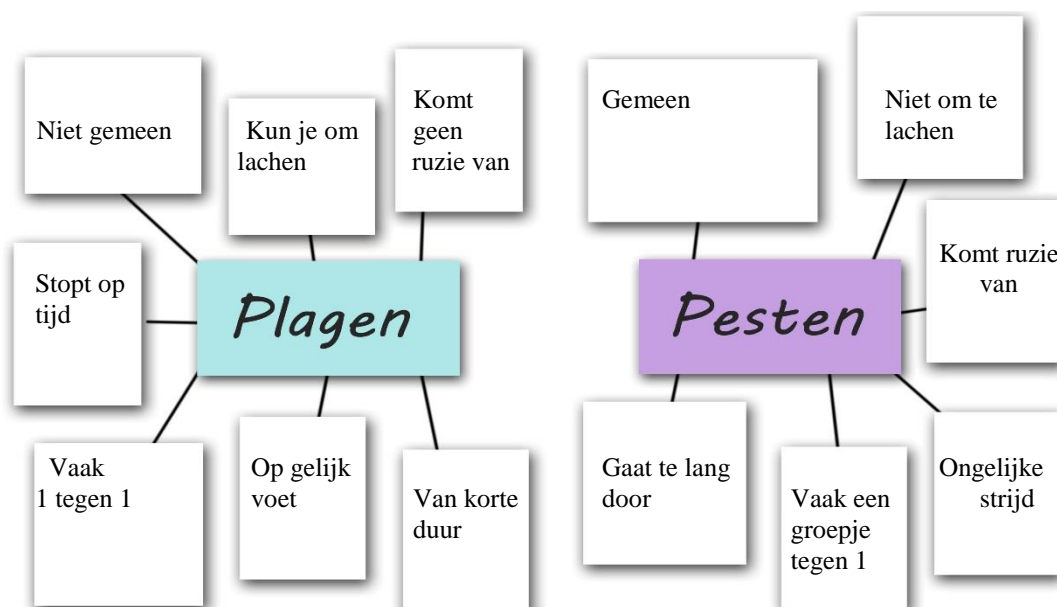 Niet gemeen
Kun je om
lachen
Komt
geen
ruzie van
Stopt op
tijd
Plagen
Vaak
1 tegen 1
Op gelijk
voet
Van korte
duur
Gemeen
Niet om te
lachen
Komt ruzie
van
Pesten
Gaat te lang
door
Vaak een
groepje
tegen 1
Ongelijke
strijd